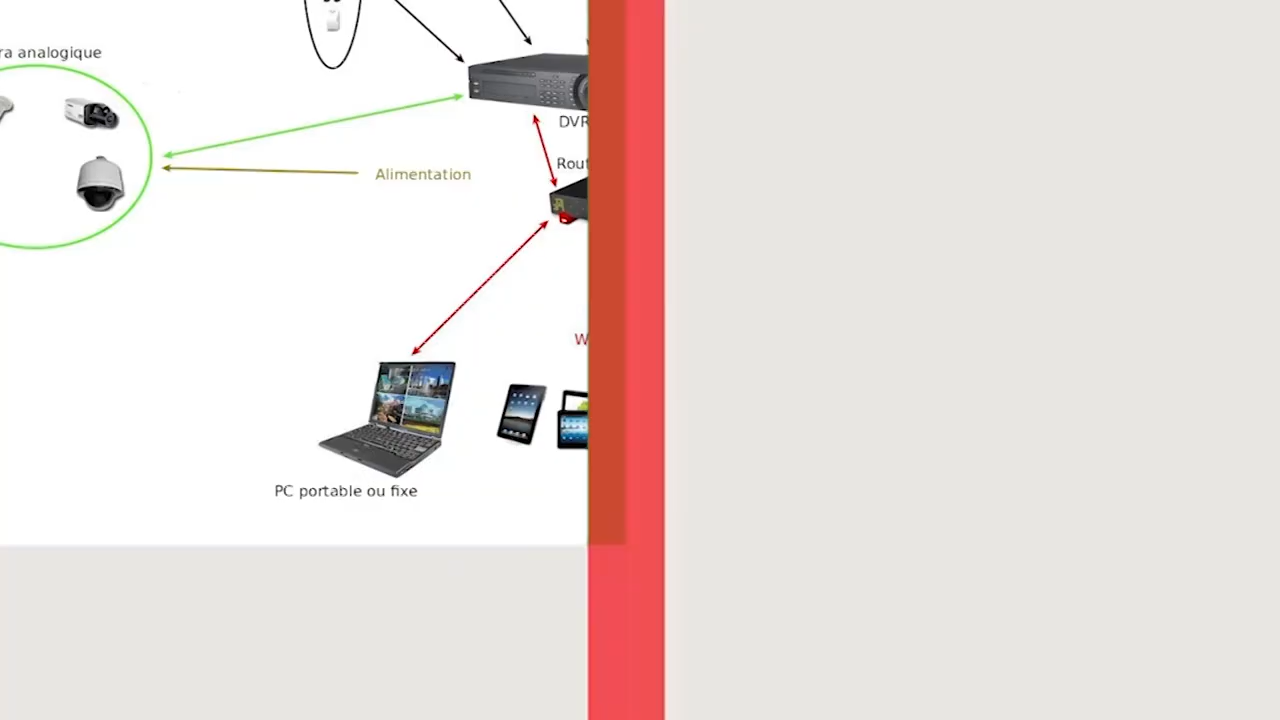 ra analogique
DVR
Rout
Alimentation
W
PC portable ou fixe